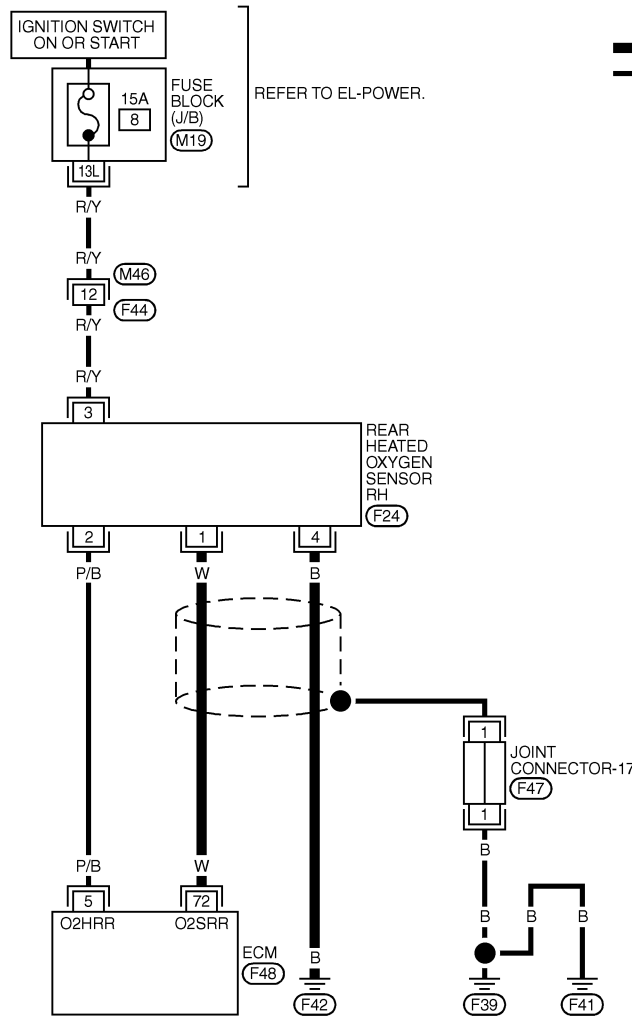 IGNITION SWITCH
ON OR START
FUSE
BLOCK
(J/B)
M19
15A
8
REFER TO EL-POWER.
13L
R/Y
R/Y
M46
12
F44
R/Y
R/Y
3
REAR
HEATED
OXYGEN
SENSOR
RH
F24
2
1
4
P/B
W
B
1
JOINT
CONNECTOR-17
F47
1
B
P/B
W
5
72
B
B
B
O2HRR
O2SRR
ECM
F48
B
F42
F39
F41